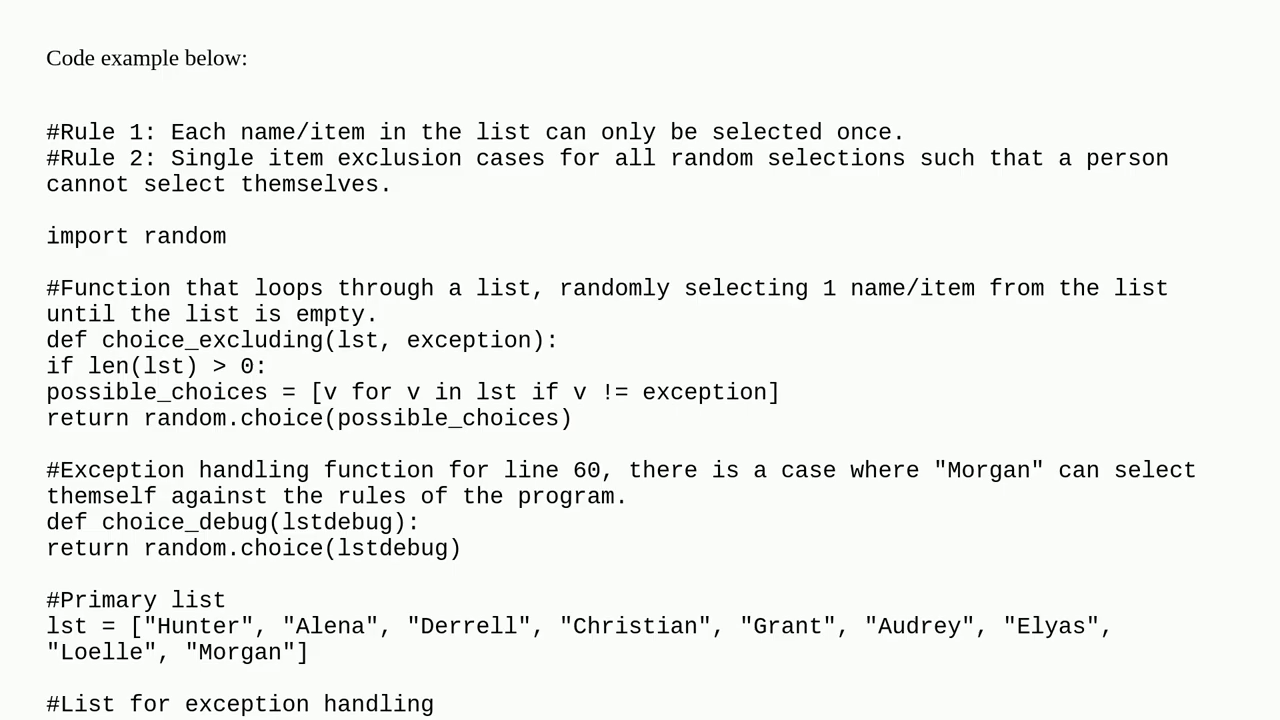 Code example below:
#Rule 1: Each name/item in the list can only be selected once.
#Rule 2: Single item exclusion cases for all random selections such that a person
cannot select themselves.
import random
#Function that loops through a list, randomly selecting 1 name/item from the list
until the list is empty.
def choice_excluding(lst, exception):
if len(lst) > 0:
possible_choices = [v for v in lst if v != exception]
return random.choice(possible_choices)
#Exception handling function for line 60, there is a case where "Morgan" can select
themself against the rules of the program.
def choice_debug(lstdebug):
return random.choice(lstdebug)
#Primary list
lst = ["Hunter", "Alena", "Derrell", "Christian", "Grant", "Audrey", "Elyas",
"Loelle", "Morgan"]
#List for exception handling